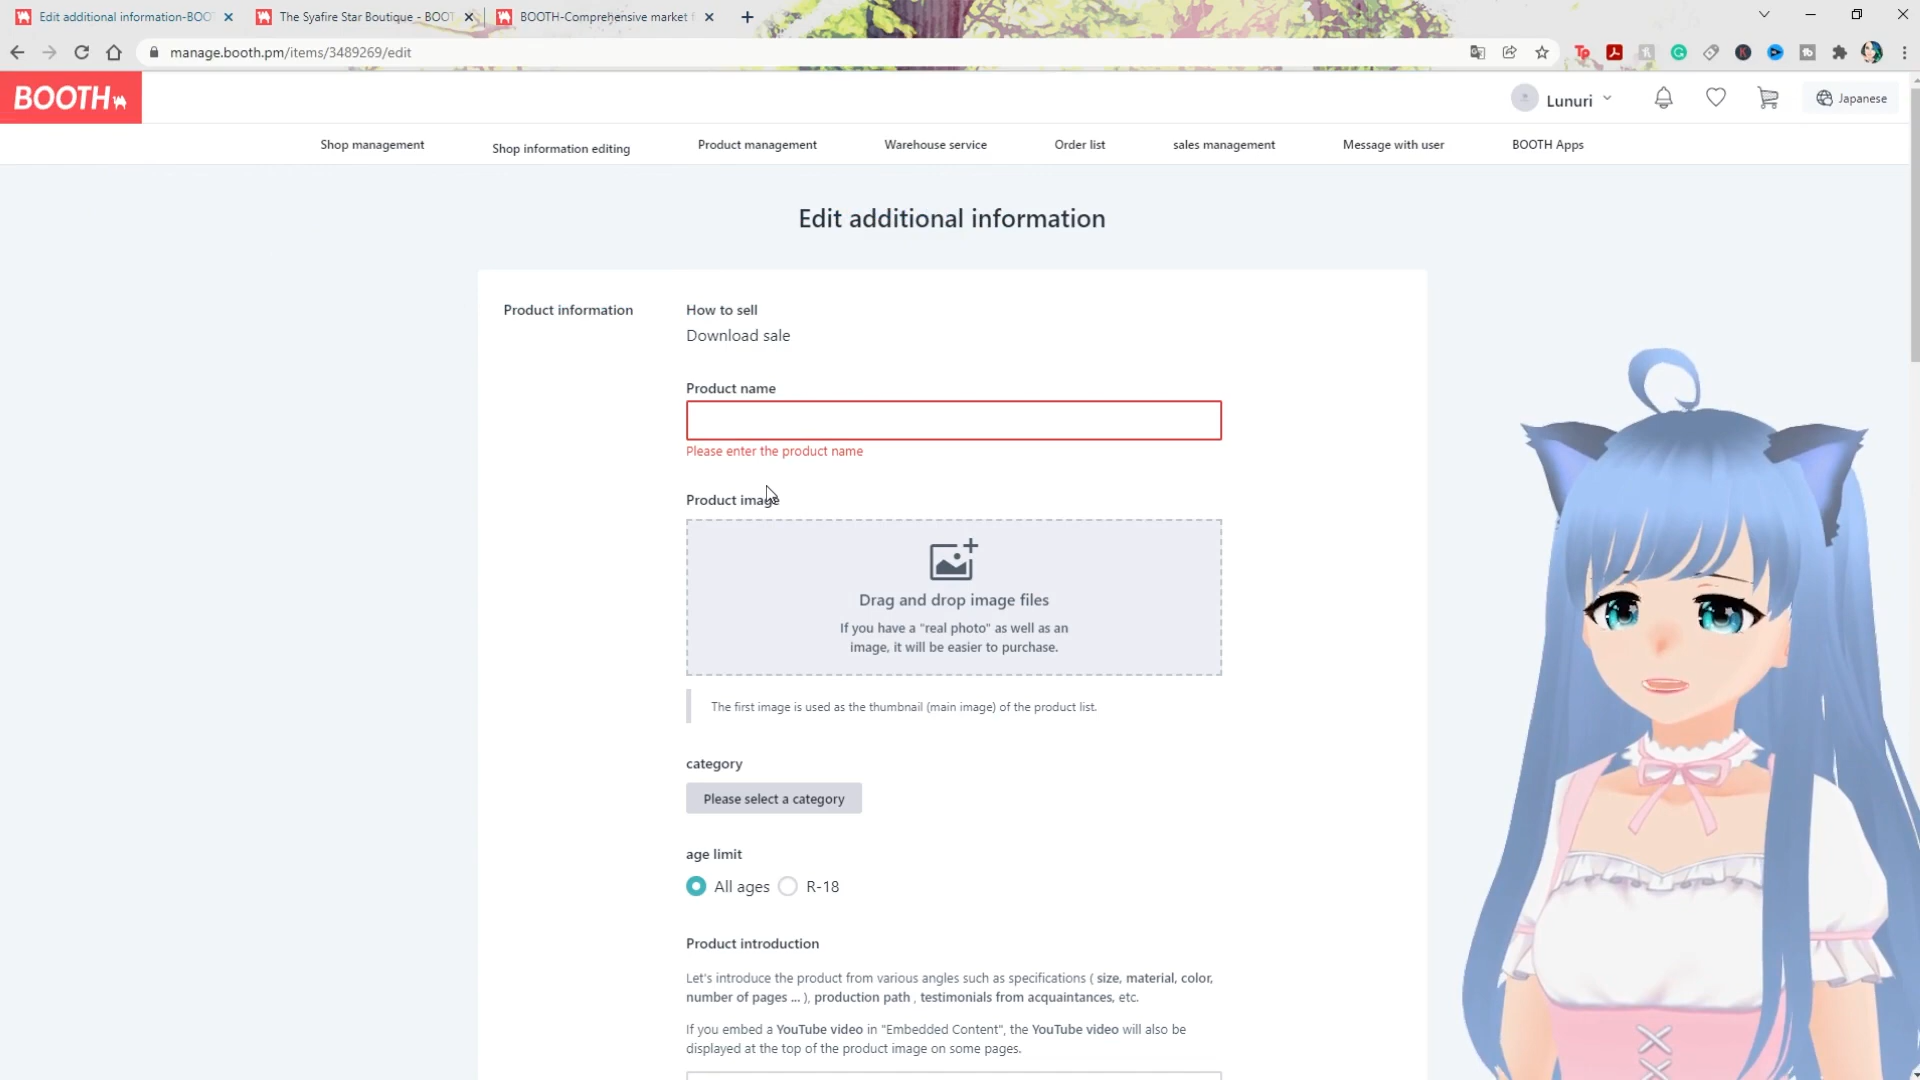 Edit additional information-BOO
The Syafire Star Boutique - BOOT
BOOTH-Comprehensive market f
manage.booth.pm/items/3489269/edit
BOOTH
Lunuri
Japanese
Shop management
Shop information editing
Product management
Warehouse service
Order list
sales management
Message with user
BOOTH Apps
Edit additional information
Product information
How to sell
Download sale
Product name
Please enter the product name
Product image
Drag and drop image files
If you have a "real photo" as well as an
image, it will be easier to purchase.
The first image is used as the thumbnail (main image) of the product list.
category
Please select a category
age limit
All ages
R-18
Product introduction
Let's introduce the product from various angles such as specifications ( size, material, color,
number of pages ... ), production path , testimonials from acquaintances, etc.
If you embed a YouTube video in "Embedded Content", the YouTube video will also be
displayed at the top of the product image on some pages.